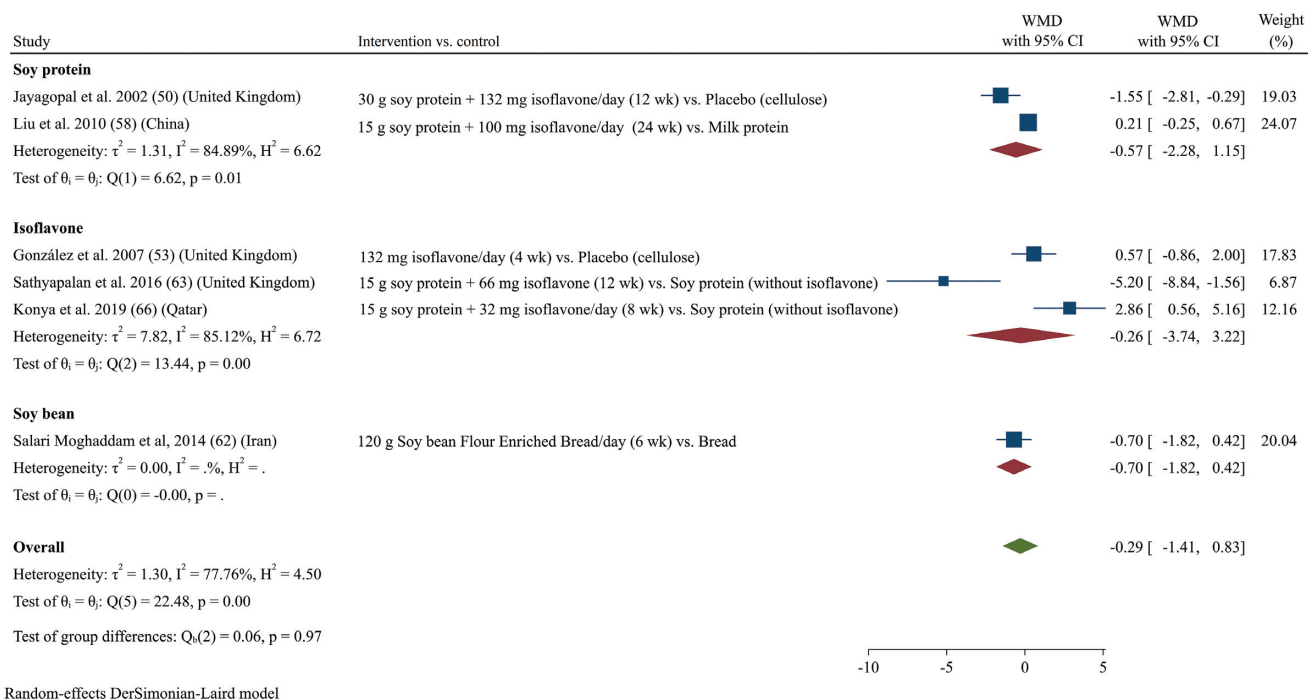 Study Intervention vs. control WMD with 95% CI WMD with 95% CI Weight (%)
Soy protein
Jayagopal et al. 2002 (50) (United Kingdom) 30 g soy protein + 132 mg isoflavone/day (12 wk) vs. Placebo (cellulose) -1.55 [ -2.81, -0.29] 19.03
Liu et al. 2010 (58) (China) 15 g soy protein + 100 mg isoflavone/day (24 wk) vs. Milk protein 0.21 [ -0.25, 0.67] 24.07
Heterogeneity: τ² = 1.31, I² = 84.89%, H² = 6.62 -0.57 [ -2.28, 1.15]
Test of θᵢ = θⱼ: Q(1) = 6.62, p = 0.01
Isoflavone
González et al. 2007 (53) (United Kingdom) 132 mg isoflavone/day (4 wk) vs. Placebo (cellulose) 0.57 [ -0.86, 2.00] 17.83
Sathyapalan et al. 2016 (63) (United Kingdom) 15 g soy protein + 66 mg isoflavone (12 wk) vs. Soy protein (without isoflavone) -5.20 [ -8.84, -1.56] 6.87
Konya et al. 2019 (66) (Qatar) 15 g soy protein + 32 mg isoflavone/day (8 wk) vs. Soy protein (without isoflavone) 2.86 [ 0.56, 5.16] 12.16
Heterogeneity: τ² = 7.82, I² = 85.12%, H² = 6.72 -0.26 [ -3.74, 3.22]
Test of θᵢ = θⱼ: Q(2) = 13.44, p = 0.00
Soy bean
Salari Moghaddam et al, 2014 (62) (Iran) 120 g Soy bean Flour Enriched Bread/day (6 wk) vs. Bread -0.70 [ -1.82, 0.42] 20.04
Heterogeneity: τ² = 0.00, I² = .%, H² = . -0.70 [ -1.82, 0.42]
Test of θᵢ = θⱼ: Q(0) = -0.00, p = .
Overall -0.29 [ -1.41, 0.83]
Heterogeneity: τ² = 1.30, I² = 77.76%, H² = 4.50
Test of θᵢ = θⱼ: Q(5) = 22.48, p = 0.00
Test of group differences: Q_b(2) = 0.06, p = 0.97
-10 -5 0 5
Random-effects DerSimonian-Laird model